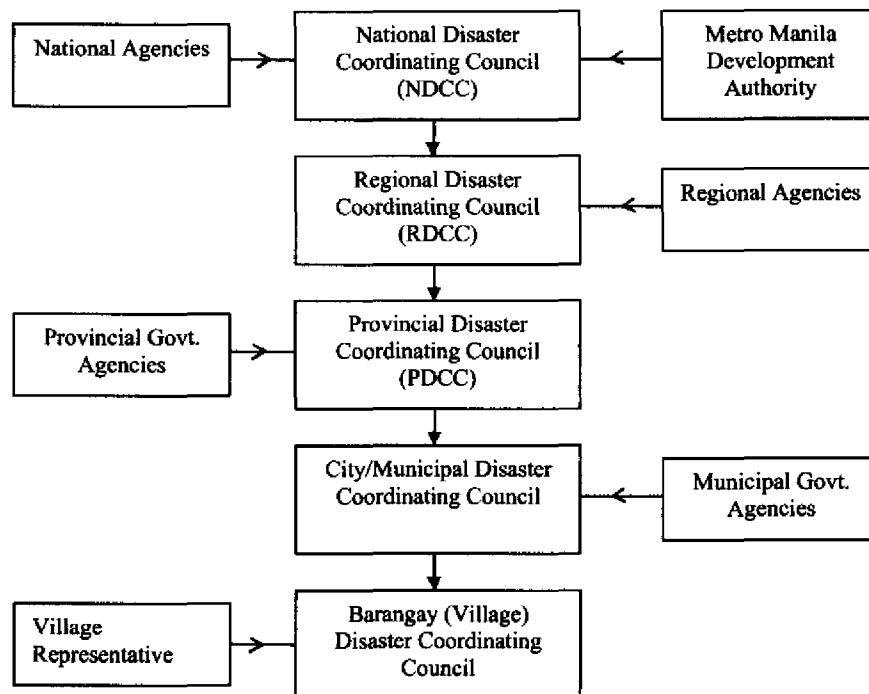 National Agencies
National Disaster
Coordinating Council
(NDCC)
Metro Manila
Development
Authority
Regional Disaster
Coordinating Council
(RDCC)
Regional Agencies
Provincial Govt.
Agencies
Provincial Disaster
Coordinating Council
(PDCC)
City/Municipal Disaster
Coordinating Council
Municipal Govt.
Agencies
Village
Representative
Barangay (Village)
Disaster Coordinating
Council